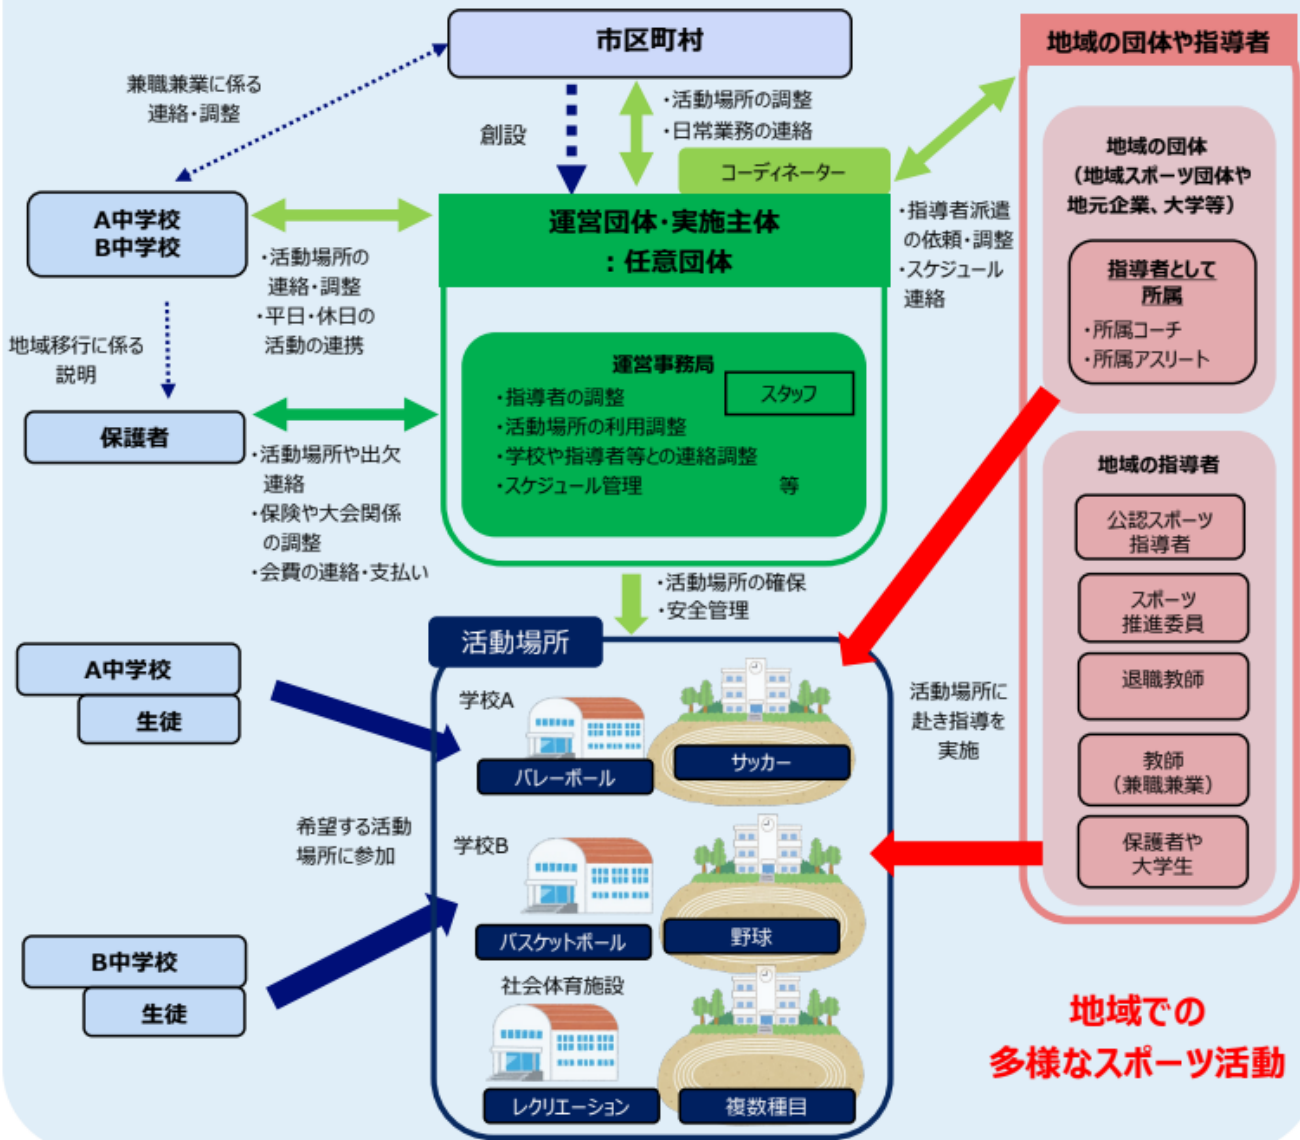 市区町村
地域の団体や指導者
兼職兼業に係る
連絡・調整
創設
・活動場所の調整
・日常業務の連絡
コーディネーター
地域の団体
（地域スポーツ団体や
地元企業、大学等）
指導者として
所属
・所属コーチ
・所属アスリート
A中学校
B中学校
・活動場所の
連絡・調整
・平日・休日の
活動の連携
運営団体・実施主体
：任意団体
・指導者派遣
の依頼・調整
・スケジュール
連絡
地域移行に係る
説明
保護者
・活動場所や出欠
連絡
・保険や大会関係
の調整
・会費の連絡・支払い
運営事務局
スタッフ
・指導者の調整
・活動場所の利用調整
・学校や指導者等との連絡調整
・スケジュール管理　等
地域の指導者
公認スポーツ
指導者
スポーツ
推進委員
退職教師
教師
（兼職兼業）
保護者や
大学生
・活動場所の確保
・安全管理
活動場所
A中学校
生徒
学校A
バレーボール
サッカー
活動場所に
赴き指導を
実施
希望する活動
場所に参加
学校B
バスケットボール
野球
B中学校
生徒
社会体育施設
レクリエーション
複数種目
地域での
多様なスポーツ活動